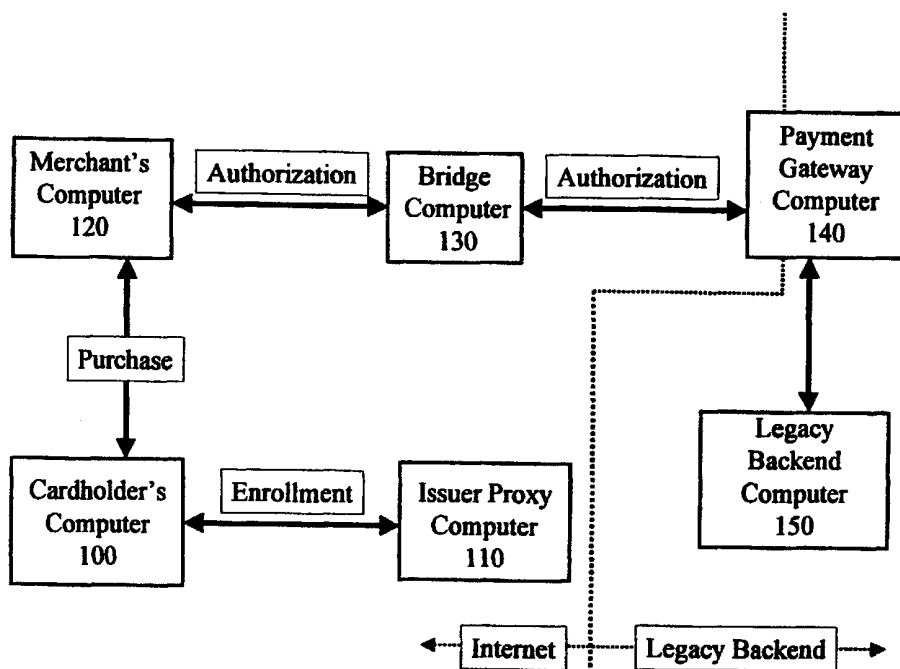 Merchant's
Computer
120
Authorization
Bridge
Computer
130
Authorization
Payment
Gateway
Computer
140
Purchase
Cardholder's
Computer
100
Enrollment
Issuer Proxy
Computer
110
Legacy
Backend
Computer
150
Internet
Legacy Backend